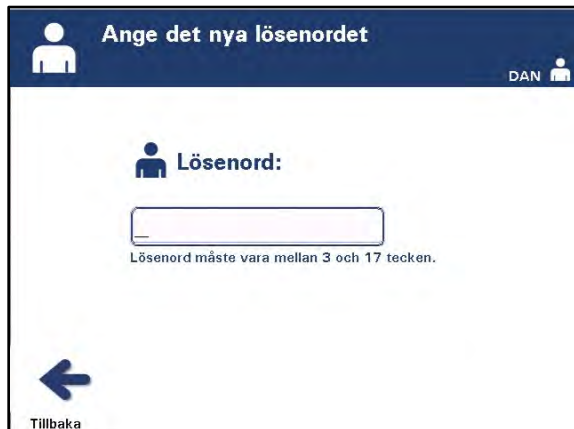 Ange det nya lösenordet
DAN
Lösenord:
_
Lösenord måste vara mellan 3 och 17 tecken.
Tillbaka